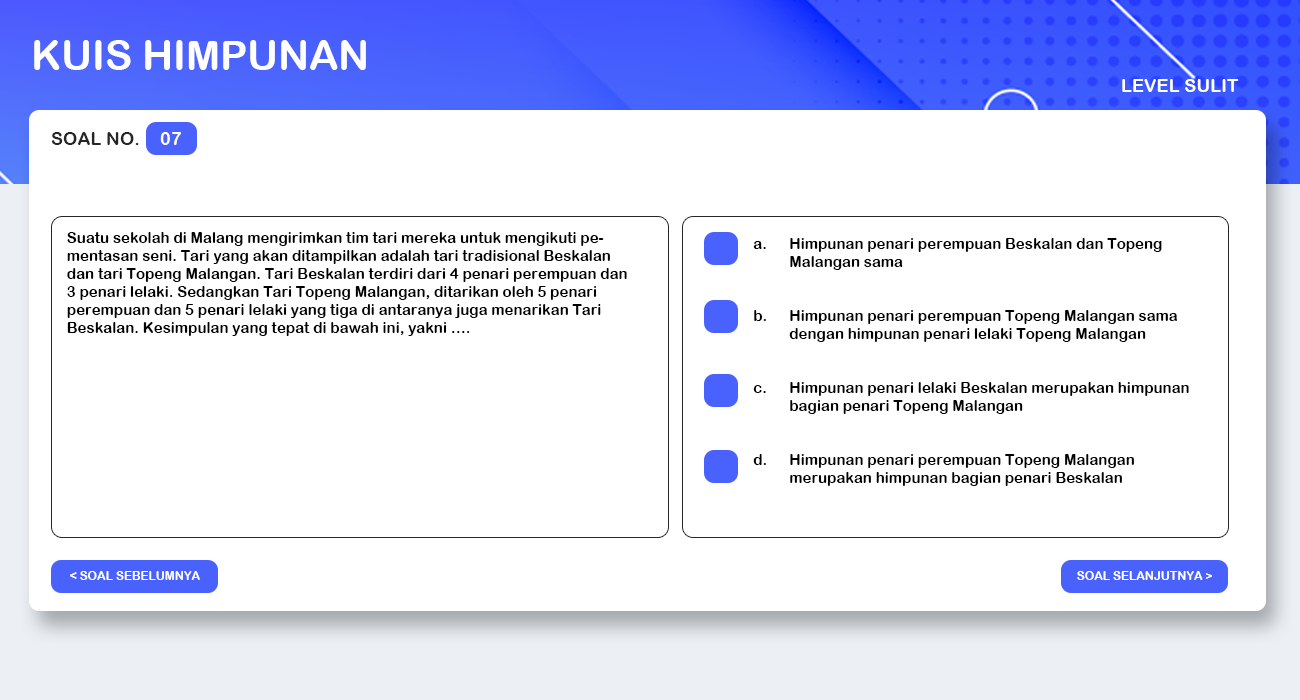 KUIS HIMPUNAN
LEVEL SULIT
SOAL NO. 07
Suatu sekolah di Malang mengirimkan tim tari mereka untuk mengikuti pe-
mentasan seni. Tari yang akan ditampilkan adalah tari tradisional Beskalan
dan tari Topeng Malangan. Tari Beskalan terdiri dari 4 penari perempuan dan
3 penari lelaki. Sedangkan Tari Topeng Malangan, ditarikan oleh 5 penari
perempuan dan 5 penari lelaki yang tiga di antaranya juga menarikan Tari
Beskalan. Kesimpulan yang tepat di bawah ini, yakni ....
a. Himpunan penari perempuan Beskalan dan Topeng
Malangan sama
b. Himpunan penari perempuan Topeng Malangan sama
dengan himpunan penari lelaki Topeng Malangan
c. Himpunan penari lelaki Beskalan merupakan himpunan
bagian penari Topeng Malangan
d. Himpunan penari perempuan Topeng Malangan
merupakan himpunan bagian penari Beskalan
< SOAL SEBELUMNYA
SOAL SELANJUTNYA >